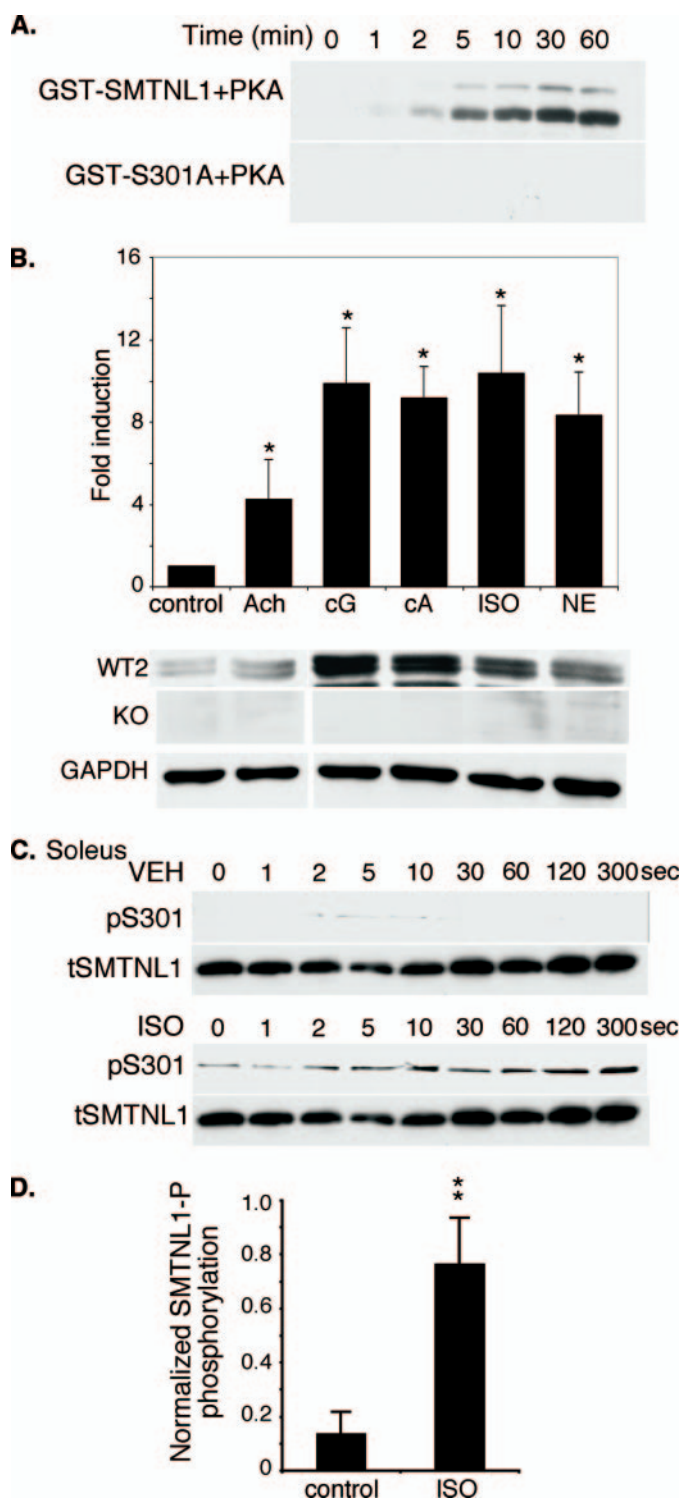 A.
Time (min) 0 1 2 5 10 30 60
GST-SMTNL1+PKA
GST-S301A+PKA
B.
16
12
8
4
0
Fold induction
* * * * *
control Ach cG cA ISO NE
WT2
KO
GAPDH
C. Soleus
VEH 0 1 2 5 10 30 60 120 300 sec
pS301
tSMTNL1
ISO 0 1 2 5 10 30 60 120 300 sec
pS301
tSMTNL1
D.
Normalized SMTNL1-P
phosphorylation
1.0
0.8
0.6
0.4
0.2
0
**
control ISO